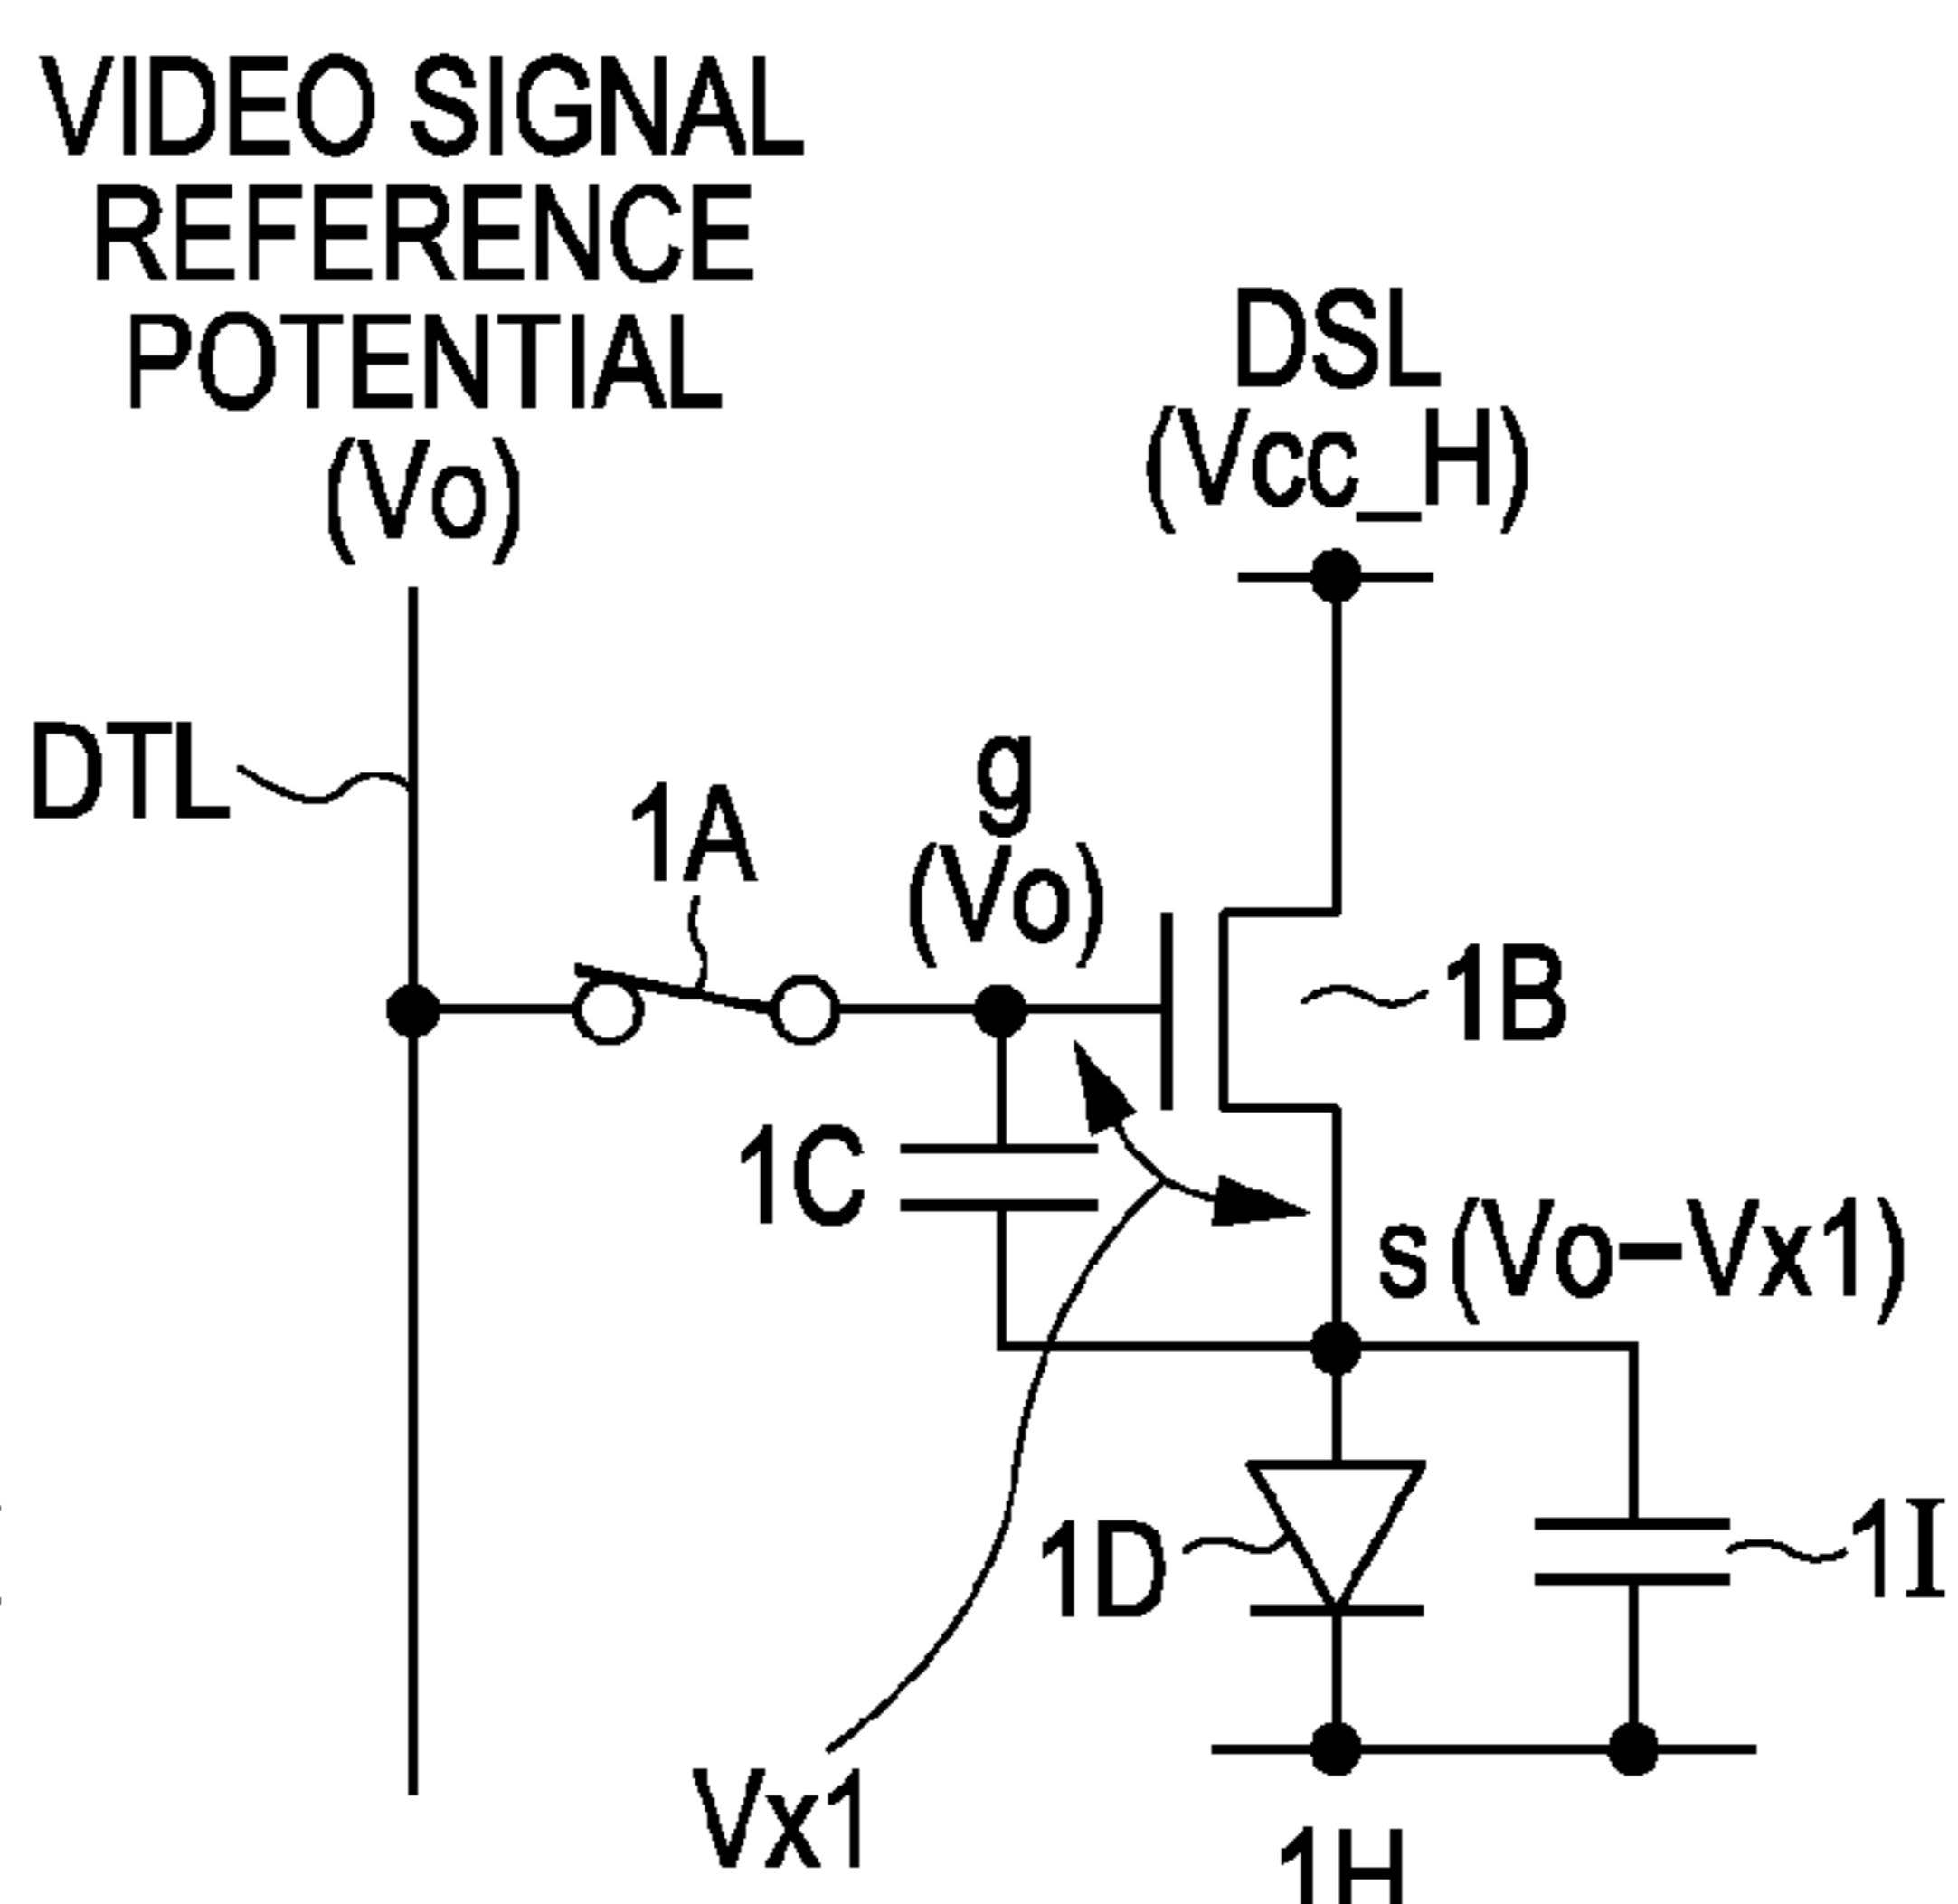 VIDEO SIGNAL
REFERENCE
POTENTIAL
(Vo)
DSL
(Vcc_H)
DTL
1A
g
(Vo)
1B
1C
s (Vo−Vx1)
1D
1I
Vx1
1H